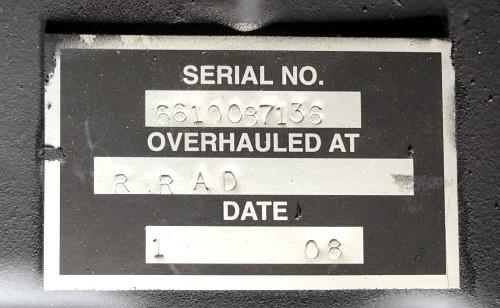 SERIAL NO.
6610087136
OVERHAULED AT
R.RAD
DATE
1 08